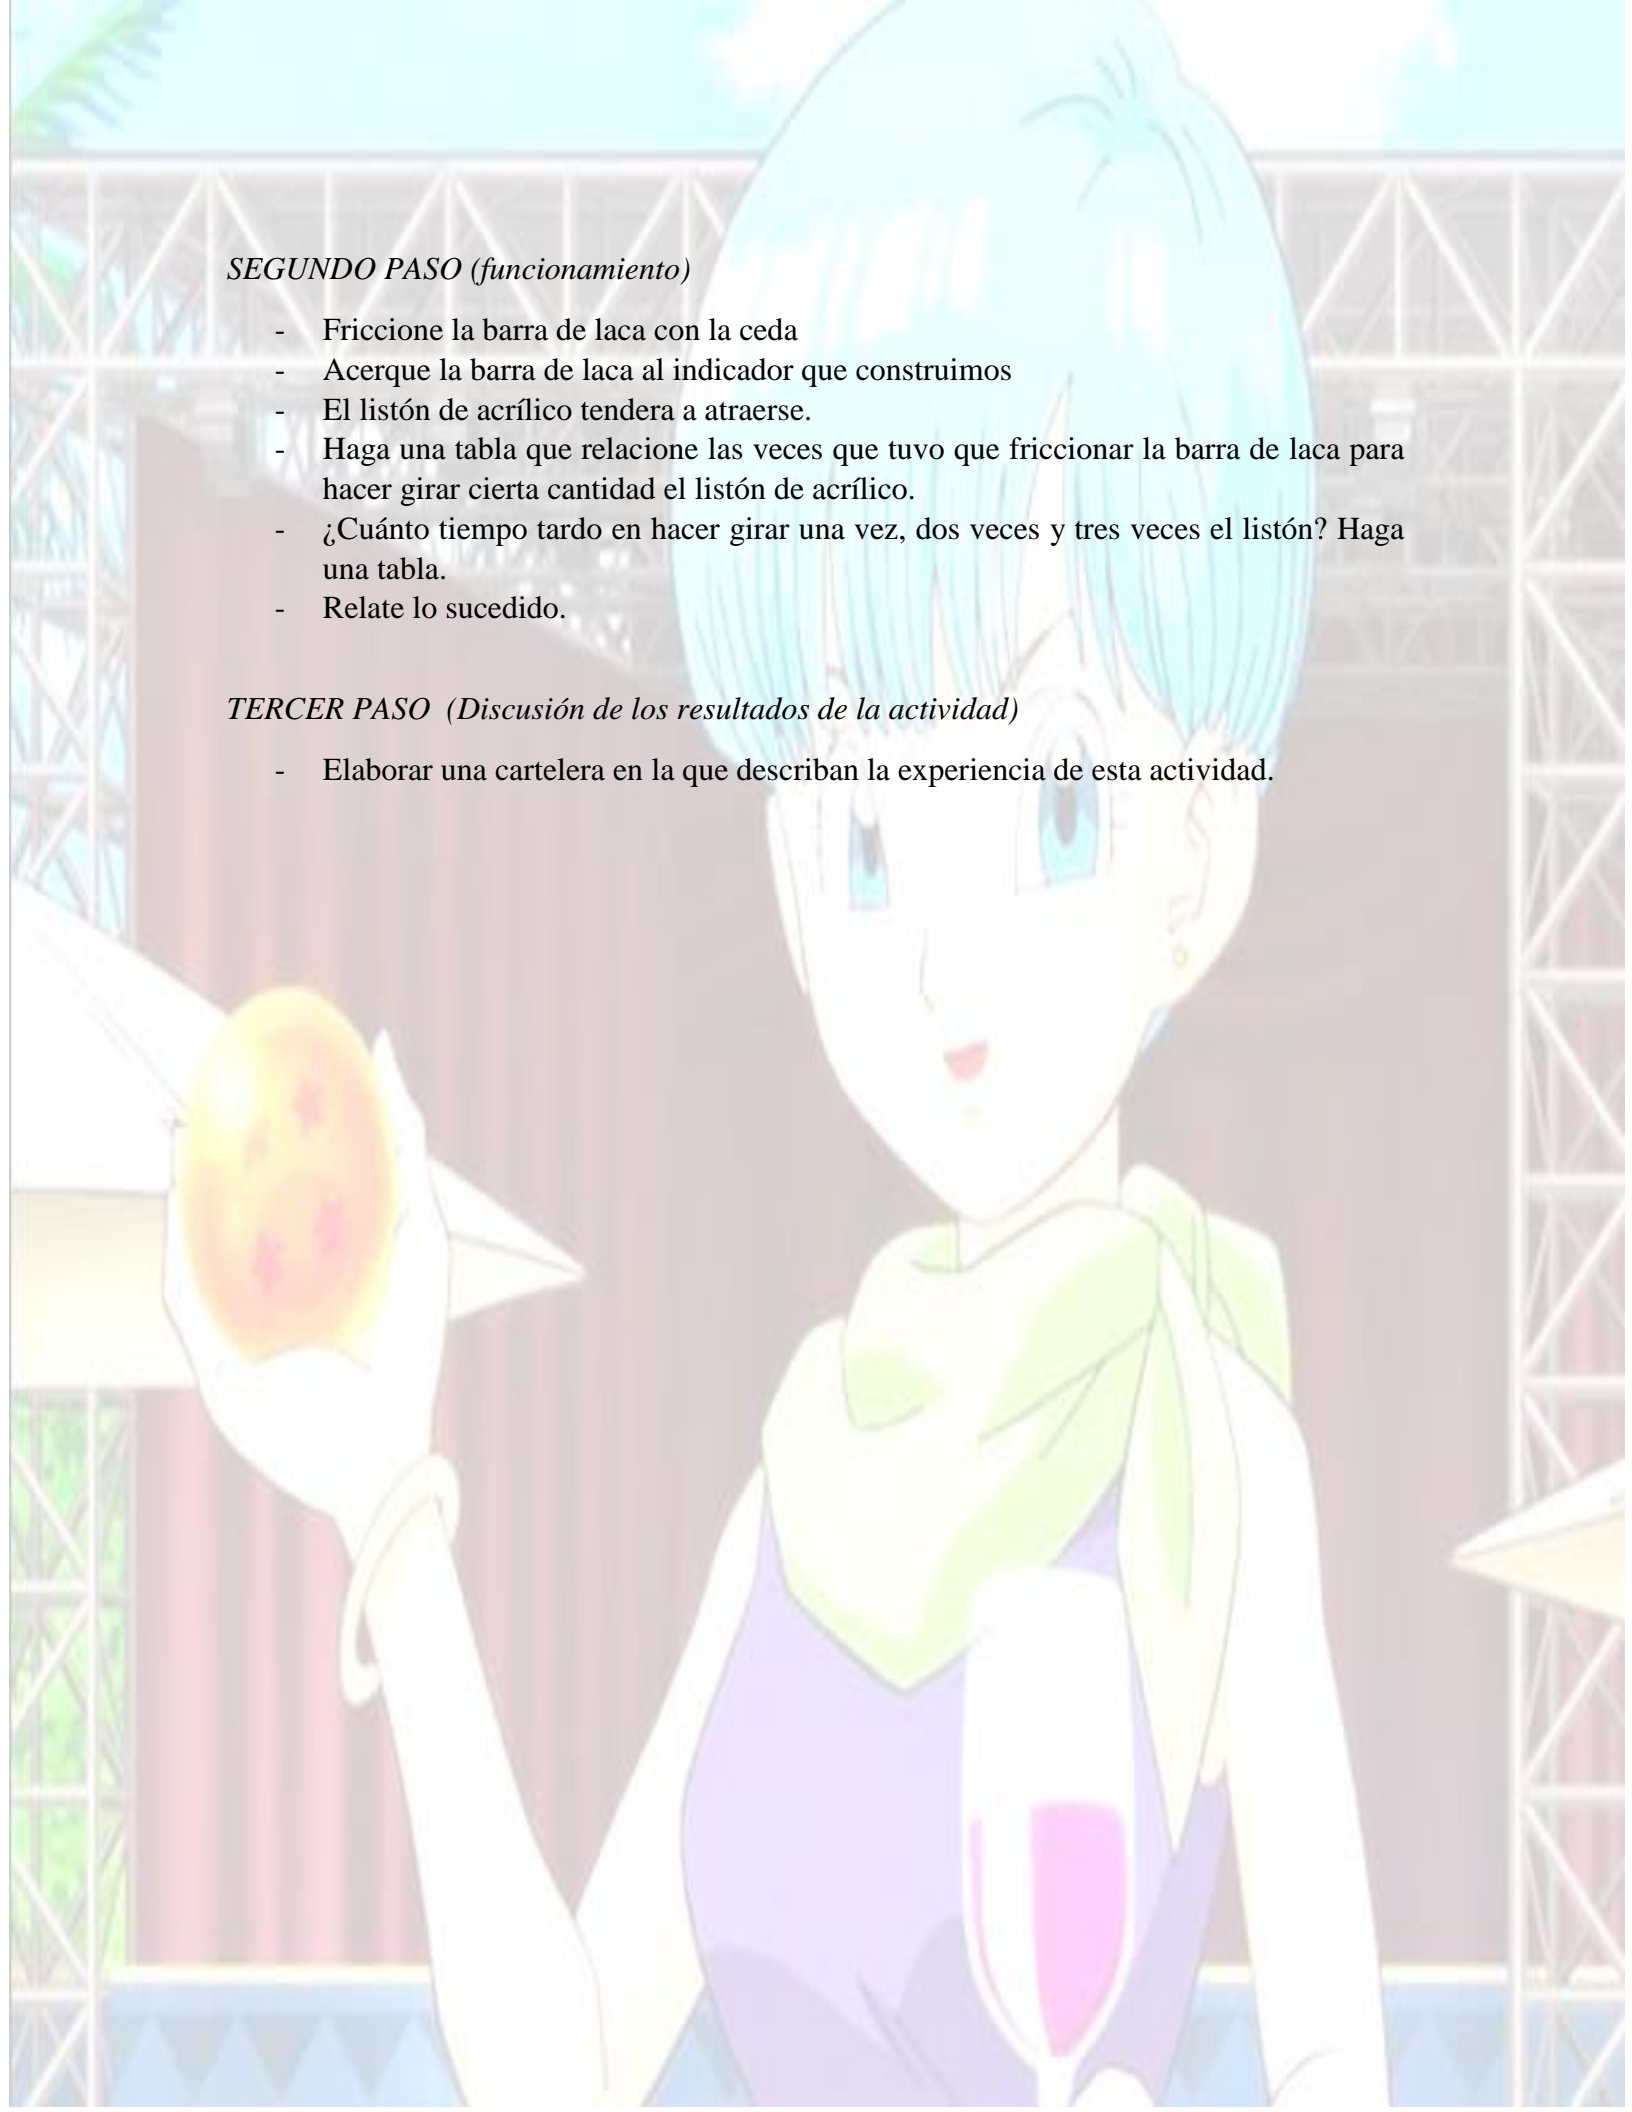 SEGUNDO PASO (funcionamiento)
- Friccione la barra de laca con la ceda
- Acerque la barra de laca al indicador que construimos
- El listón de acrílico tendera a atraerse.
- Haga una tabla que relacione las veces que tuvo que friccionar la barra de laca para
hacer girar cierta cantidad el listón de acrílico.
- ¿Cuánto tiempo tardo en hacer girar una vez, dos veces y tres veces el listón? Haga
una tabla.
- Relate lo sucedido.
TERCER PASO (Discusión de los resultados de la actividad)
- Elaborar una cartelera en la que describan la experiencia de esta actividad.